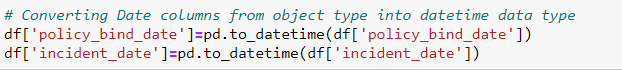 # Converting Date columns from object type into datetime data type
df['policy_bind_date']=pd.to_datetime(df['policy_bind_date'])
df['incident_date']=pd.to_datetime(df['incident_date'])